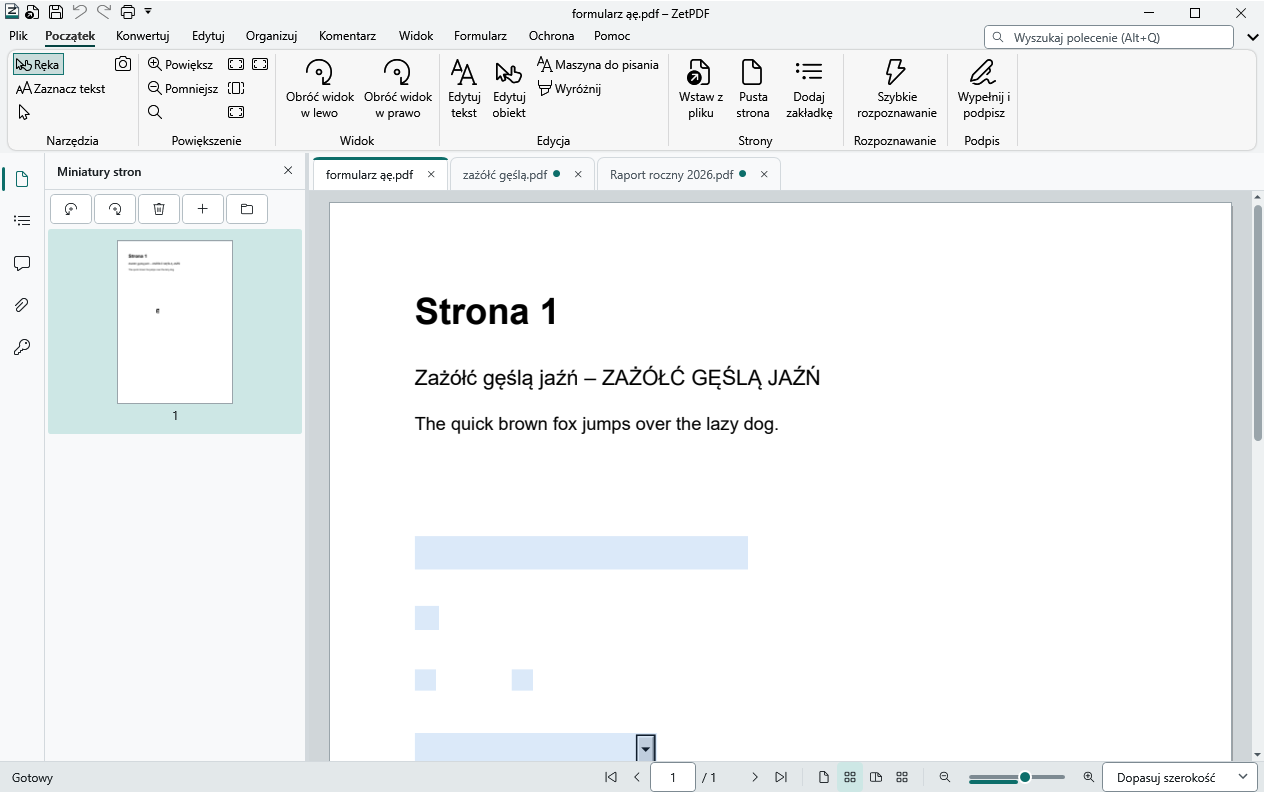 formularz ąę.pdf – ZetPDF
Plik Początek Konwertuj Edytuj Organizuj Komentarz Widok Formularz Ochrona Pomoc
Wyszukaj polecenie (Alt+Q)
Ręka
Zaznacz tekst
Narzędzia
Powiększ
Pomniejsz
Powiększenie
Obróć widok w lewo
Obróć widok w prawo
Widok
Edytuj tekst
Edytuj obiekt
Maszyna do pisania
Wyróżnij
Edycja
Wstaw z pliku
Pusta strona
Dodaj zakładkę
Strony
Szybkie rozpoznawanie
Rozpoznawanie
Wypełnij i podpisz
Podpis
Miniatury stron
formularz ąę.pdf
zażółć gęślą.pdf
Raport roczny 2026.pdf
Strona 1
1
Strona 1
Zażółć gęślą jaźń – ZAŻÓŁĆ GĘŚLĄ JAŹŃ
The quick brown fox jumps over the lazy dog.
Gotowy
1 / 1
Dopasuj szerokość